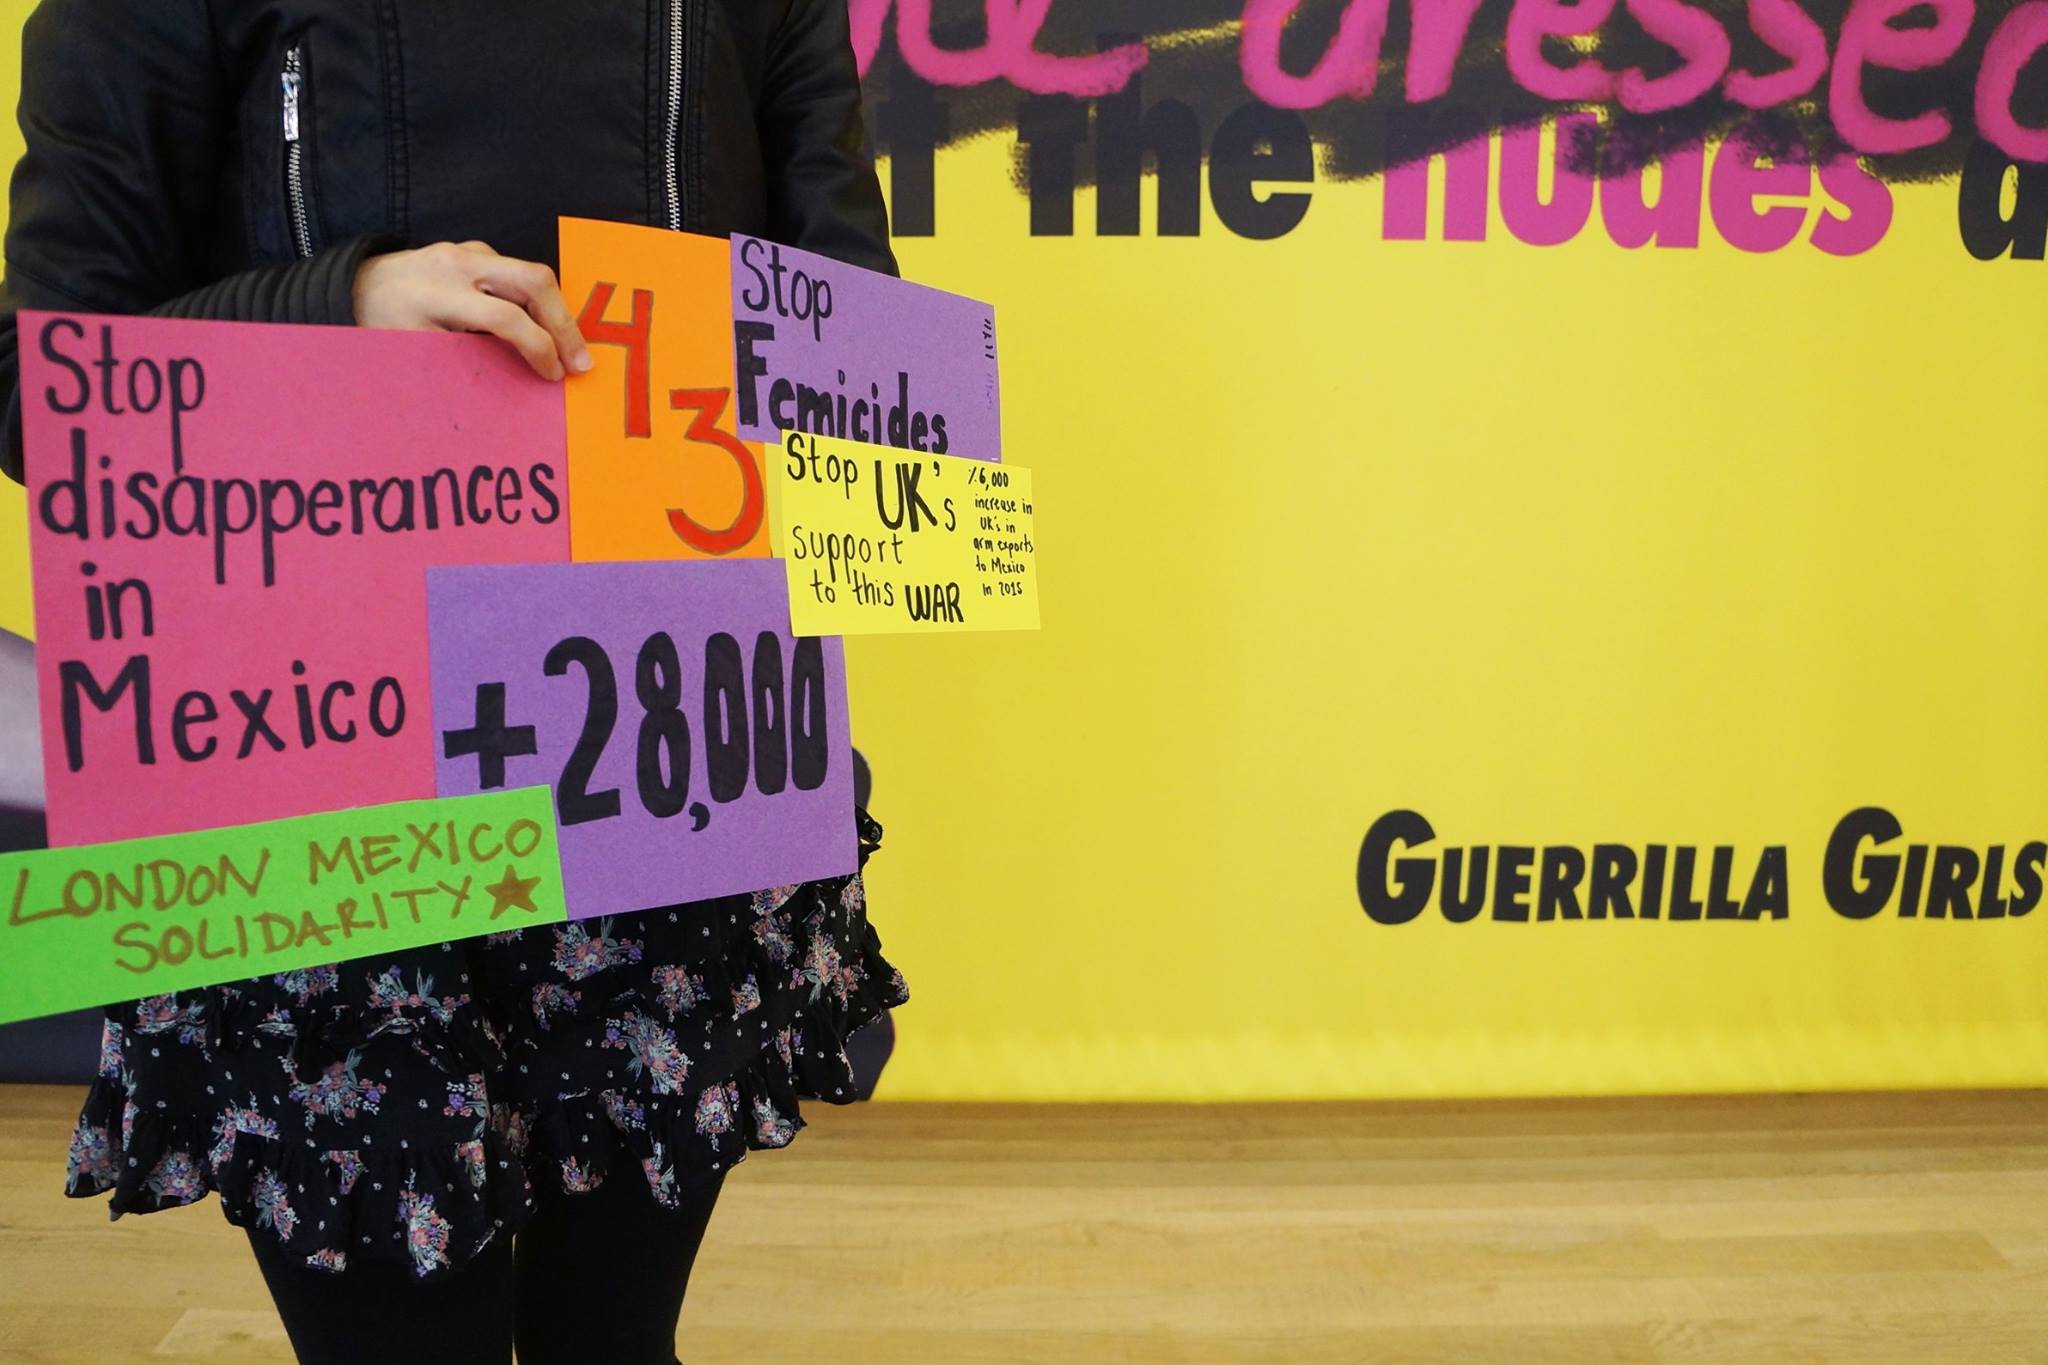 dressed
the nudes
GUERRILLA GIRLS
Stop
disapperances
in
Mexico
43
Stop
Femicides
Stop UK's
support
to this WAR
%6,000
increase in
UK's in
arm exports
to Mexico
in 2015
+28,000
LONDON MEXICO
SOLIDARITY